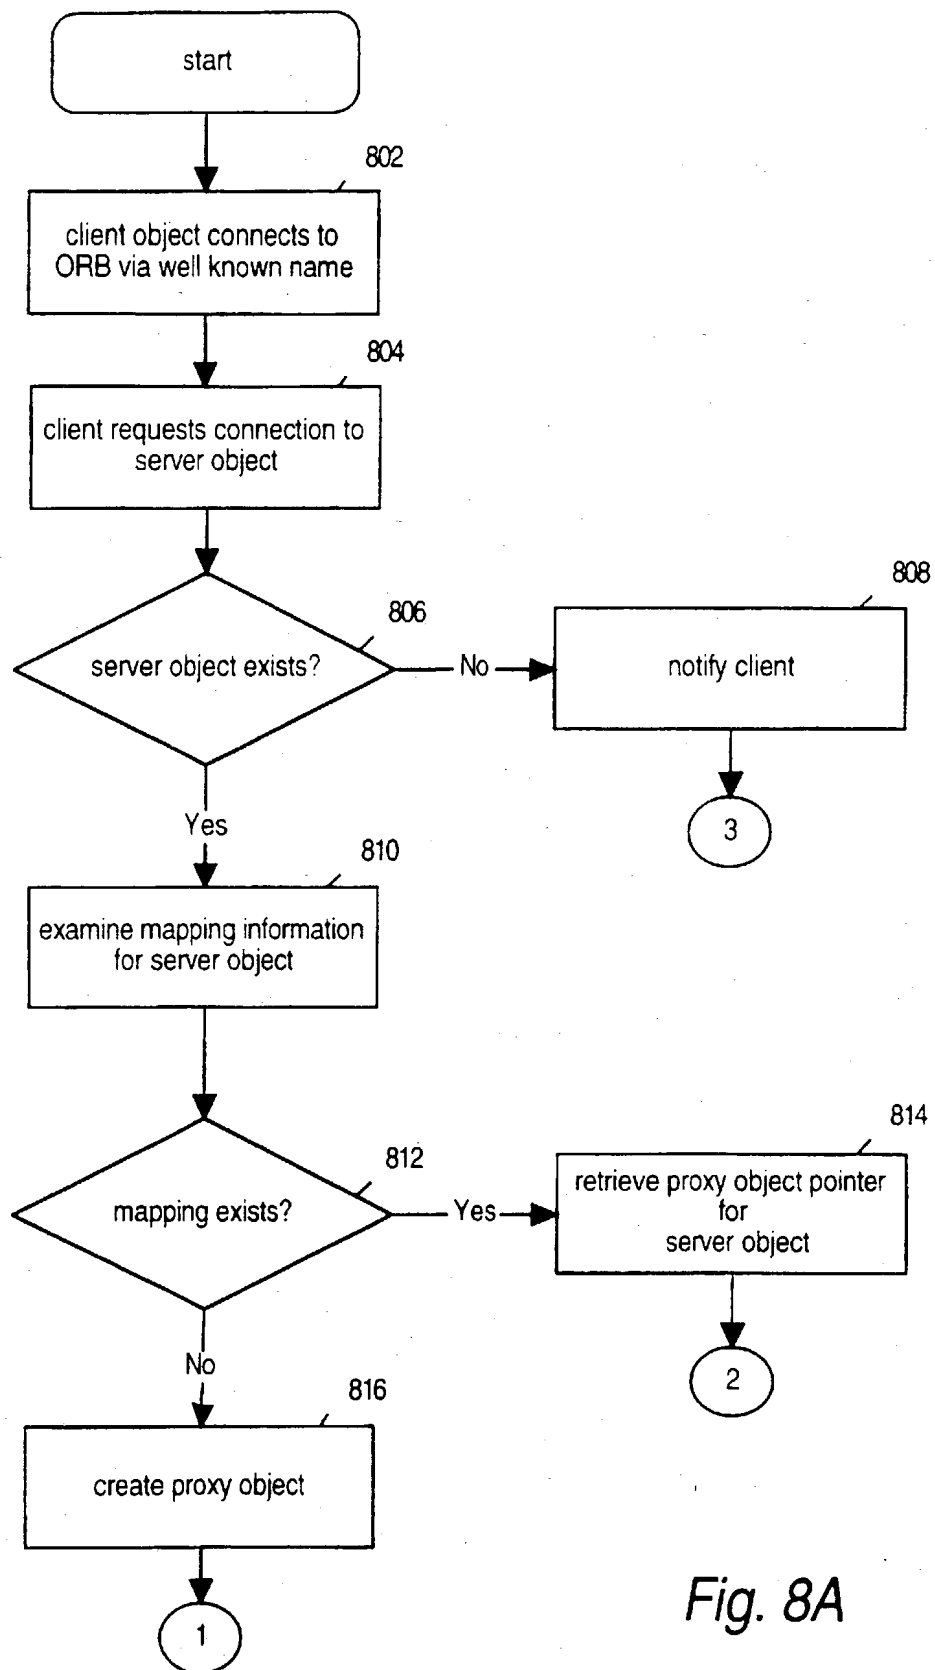 start
802
client object connects to
ORB via well known name
804
client requests connection to
server object
806
server object exists?
No
808
notify client
3
Yes
810
examine mapping information
for server object
812
mapping exists?
Yes
814
retrieve proxy object pointer
for
server object
2
No
816
create proxy object
1
Fig. 8A